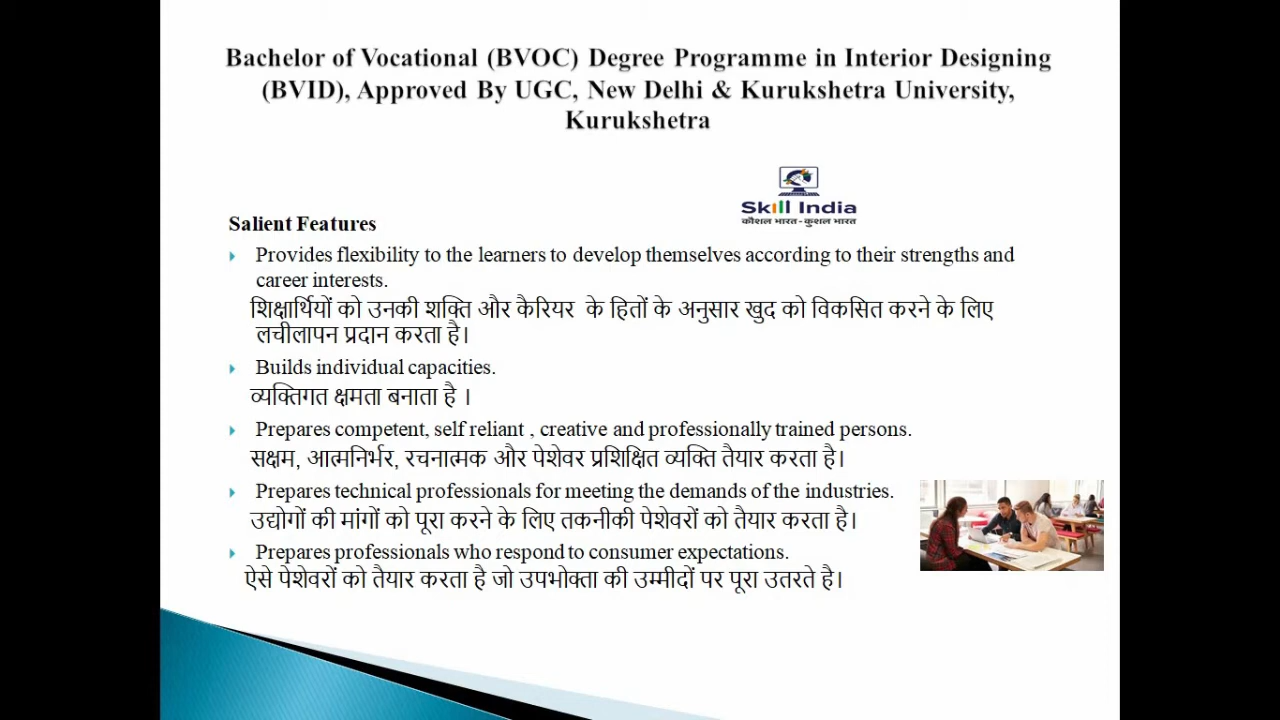 Bachelor of Vocational (BVOC) Degree Programme in Interior Designing
(BVID), Approved By UGC, New Delhi & Kurukshetra University,
Kurukshetra
Skill India
कौशल भारत - कुशल भारत
Salient Features
Provides flexibility to the learners to develop themselves according to their strengths and
career interests.
शिक्षार्थियों को उनकी शक्ति और कैरियर के हितों के अनुसार खुद को विकसित करने के लिए
लचीलापन प्रदान करता है।
Builds individual capacities.
व्यक्तिगत क्षमता बनाता है ।
Prepares competent, self reliant , creative and professionally trained persons.
सक्षम, आत्मनिर्भर, रचनात्मक और पेशेवर प्रशिक्षित व्यक्ति तैयार करता है।
Prepares technical professionals for meeting the demands of the industries.
उद्योगों की मांगों को पूरा करने के लिए तकनीकी पेशेवरों को तैयार करता है।
Prepares professionals who respond to consumer expectations.
ऐसे पेशेवरों को तैयार करता है जो उपभोक्ता की उम्मीदों पर पूरा उतरते है।